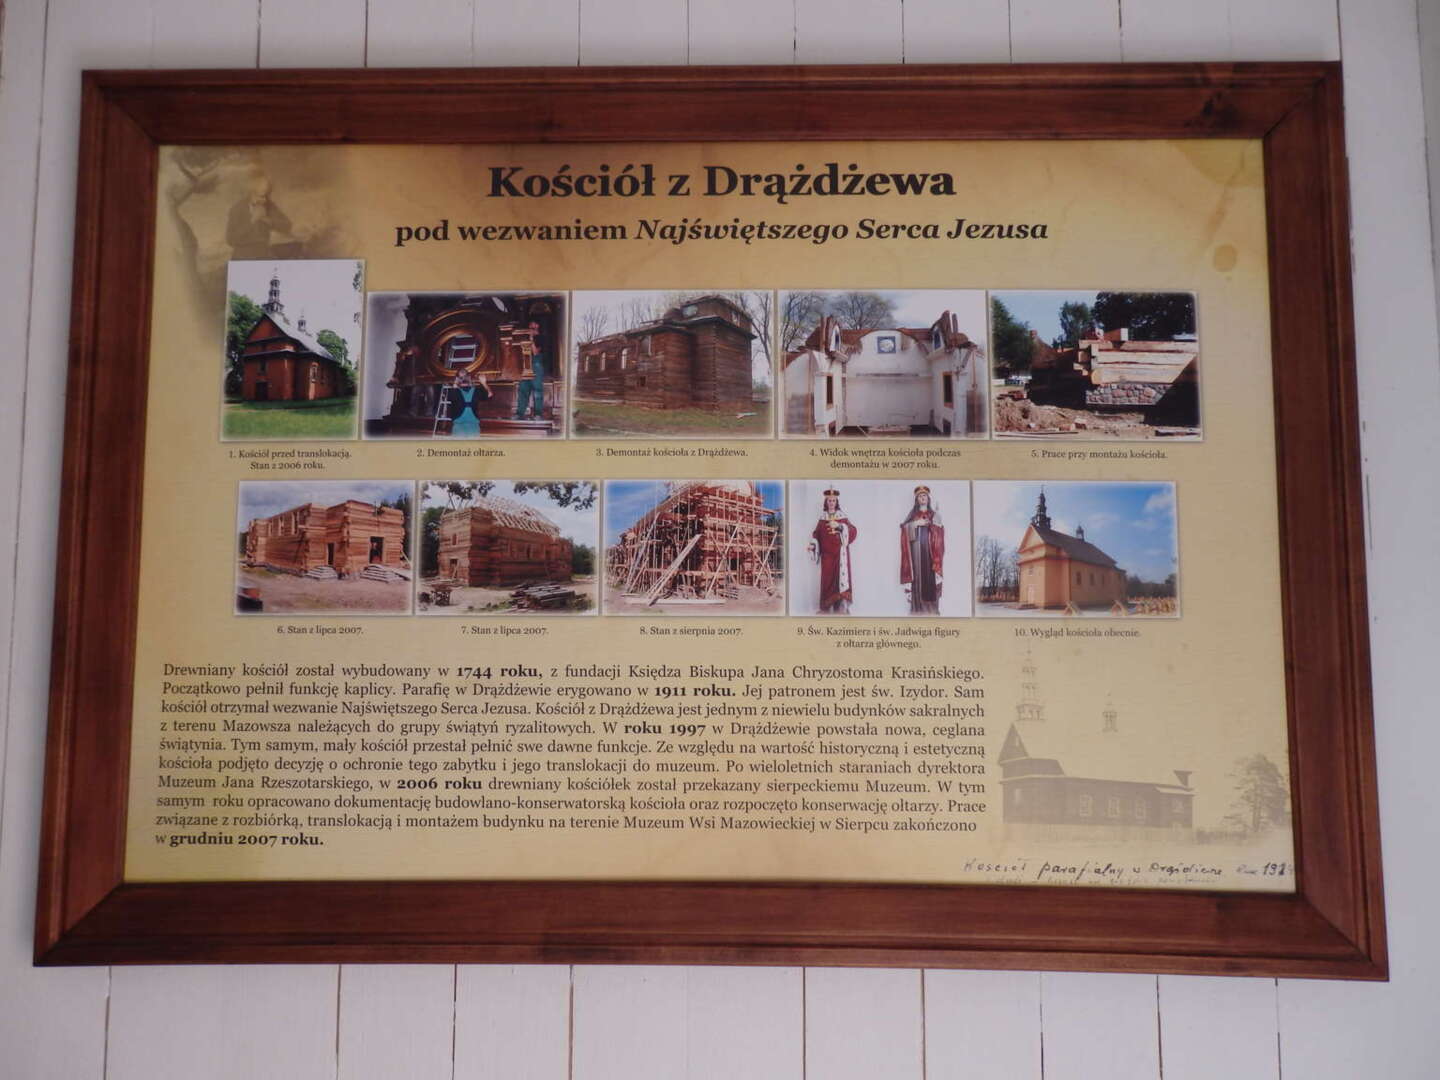 Kościół z Drążdżewa
pod wezwaniem Najświętszego Serca Jezusa
1. Kościół przed translokacją.
Stan z 2006 roku.
2. Demontaż ołtarza.
3. Demontaż kościoła z Drążdżewa.
4. Widok wnętrza kościoła podczas
demontażu w 2007 roku.
5. Prace przy montażu kościoła.
6. Stan z lipca 2007.
7. Stan z lipca 2007.
8. Stan z sierpnia 2007.
9. Św. Kazimierz i św. Jadwiga figury
z ołtarza głównego.
10. Wygląd kościoła obecnie.
Drewniany kościół został wybudowany w 1744 roku, z fundacji Księdza Biskupa Jana Chryzostoma Krasińskiego.
Początkowo pełnił funkcję kaplicy. Parafię w Drążdżewie erygowano w 1911 roku. Jej patronem jest św. Izydor. Sam
kościół otrzymał wezwanie Najświętszego Serca Jezusa. Kościół z Drążdżewa jest jednym z niewielu budynków sakralnych
z terenu Mazowsza należących do grupy świątyń ryzalitowych. W roku 1997 w Drążdżewie powstała nowa, ceglana
świątynia. Tym samym, mały kościół przestał pełnić swe dawne funkcje. Ze względu na wartość historyczną i estetyczną
kościoła podjęto decyzję o ochronie tego zabytku i jego translokacji do muzeum. Po wieloletnich staraniach dyrektora
Muzeum Jana Rzeszotarskiego, w 2006 roku drewniany kościółek został przekazany sierpeckiemu Muzeum. W tym
samym roku opracowano dokumentację budowlano-konserwatorską kościoła oraz rozpoczęto konserwację ołtarzy. Prace
związane z rozbiórką, translokacją i montażem budynku na terenie Muzeum Wsi Mazowieckiej w Sierpcu zakończono
w grudniu 2007 roku.
Kościół parafialny w